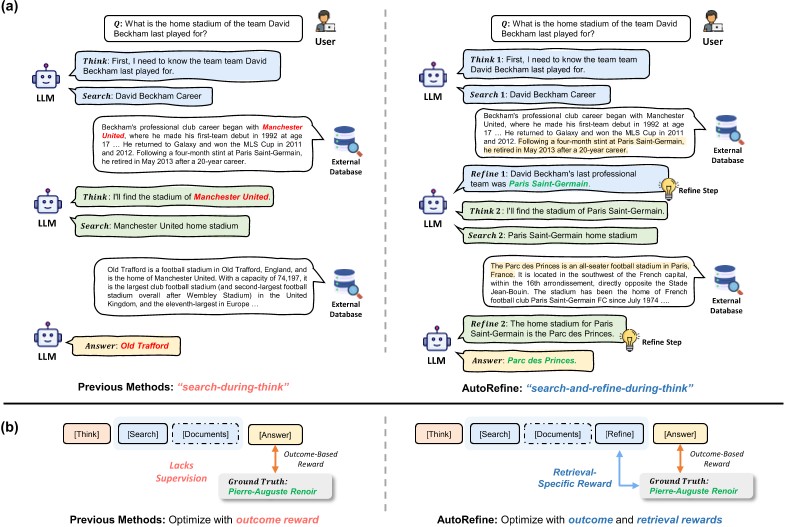 (a)
Q: What is the home stadium of the team David
Beckham last played for?
User
Think: First, I need to know the team team David
Beckham last played for.
LLM
Search: David Beckham Career
Beckham's professional club career began with Manchester
United, where he made his first-team debut in 1992 at age
17 … He returned to Galaxy and won the MLS Cup in 2011
and 2012. Following a four-month stint at Paris Saint-Germain,
he retired in May 2013 after a 20-year career.
External
Database
Think: I'll find the stadium of Manchester United.
LLM
Search: Manchester United home stadium
Old Trafford is a football stadium in Old Trafford, England, and
is the home of Manchester United. With a capacity of 74,197, it
is the largest club football stadium (and second-largest football
stadium overall after Wembley Stadium) in the United
Kingdom, and the eleventh-largest in Europe …
External
Database
LLM
Answer: Old Trafford
Previous Methods: “search-during-think”
Q: What is the home stadium of the team David
Beckham last played for?
User
Think 1: First, I need to know the team team
David Beckham last played for.
LLM
Search 1: David Beckham Career
Beckham's professional club career began with Manchester
United, where he made his first-team debut in 1992 at age
17 … He returned to Galaxy and won the MLS Cup in 2011
and 2012. Following a four-month stint at Paris Saint-Germain,
he retired in May 2013 after a 20-year career.
External
Database
Refine 1: David Beckham's last professional
team was Paris Saint-Germain.
Refine Step
LLM
Think 2: I'll find the stadium of Paris Saint-Germain.
Search 2: Paris Saint-Germain home stadium
The Parc des Princes is an all-seater football stadium in Paris,
France. It is located in the southwest of the French capital,
within the 16th arrondissement, directly opposite the Stade
Jean-Bouin. The stadium has been the home of French
football club Paris Saint-Germain FC since July 1974 ….
External
Database
Refine 2: The home stadium for Paris
Saint-Germain is the Parc des Princes.
Refine Step
LLM
Answer: Parc des Princes.
AutoRefine: “search-and-refine-during-think”
(b)
[Think] [Search] [Documents] [Answer]
Lacks
Supervision
Outcome-Based
Reward
Ground Truth:
Pierre-Auguste Renoir
Previous Methods: Optimize with outcome reward
[Think] [Search] [Documents] [Refine] [Answer]
Retrieval-
Specific Reward
Outcome-Based
Reward
Ground Truth:
Pierre-Auguste Renoir
AutoRefine: Optimize with outcome and retrieval rewards